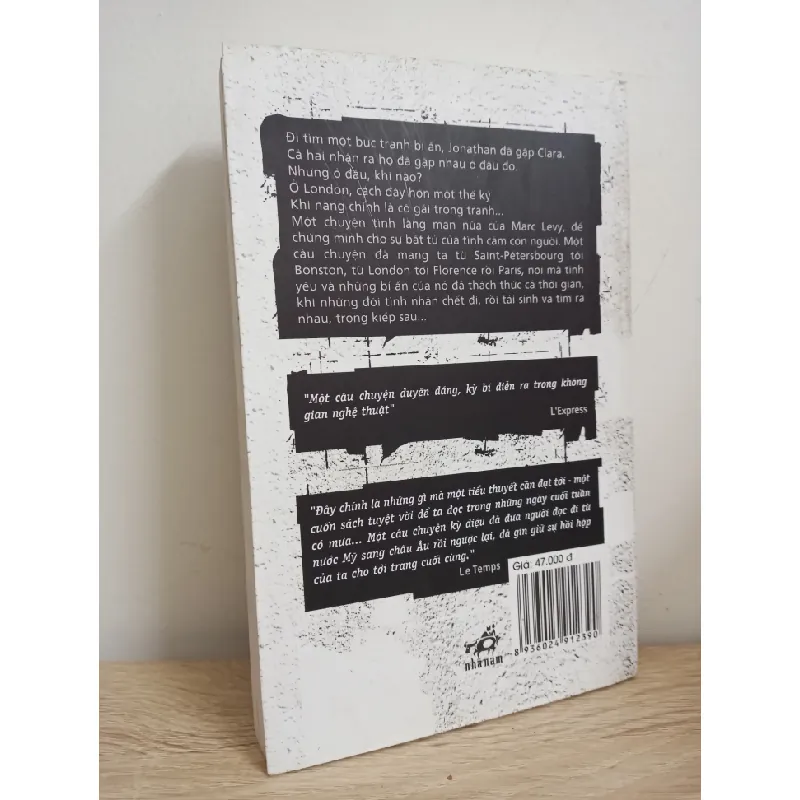 Đi tìm một bức tranh bí ẩn, Jonathan đã gặp Clara.
Cả hai nhận ra họ đã gặp nhau ở đâu đó.
Nhưng ở đâu, khi nào?
Ở London, cách đây hơn một thế kỷ
Khi nàng chính là cô gái trong tranh...
Một chuyện tình lãng mạn nữa của Marc Levy, để
chứng minh cho sự bất tử của tình cảm con người. Một
câu chuyện đã mang ta từ Saint-Pétersbourg tới
Bonston, từ London tới Florence rồi Paris, nơi mà tình
yêu và những bí ẩn của nó đã thách thức cả thời gian,
khi những đôi tình nhân chết đi, rồi tái sinh và tìm ra
nhau, trong kiếp sau...
"Một câu chuyện duyên dáng, kỳ bí diễn ra trong không
gian nghệ thuật"
L'Express
"Đây chính là những gì mà một tiểu thuyết cần đạt tới - một
cuốn sách tuyệt vời để ta đọc trong những ngày cuối tuần
có mưa... Một câu chuyện kỳ diệu đã đưa người đọc đi từ
nước Mỹ sang châu Âu rồi ngược lại, đã gìn giữ sự hồi hộp
của ta cho tới trang cuối cùng."
Le Temps
Giá: 47.000 đ
8 936024 912390
nhã nam